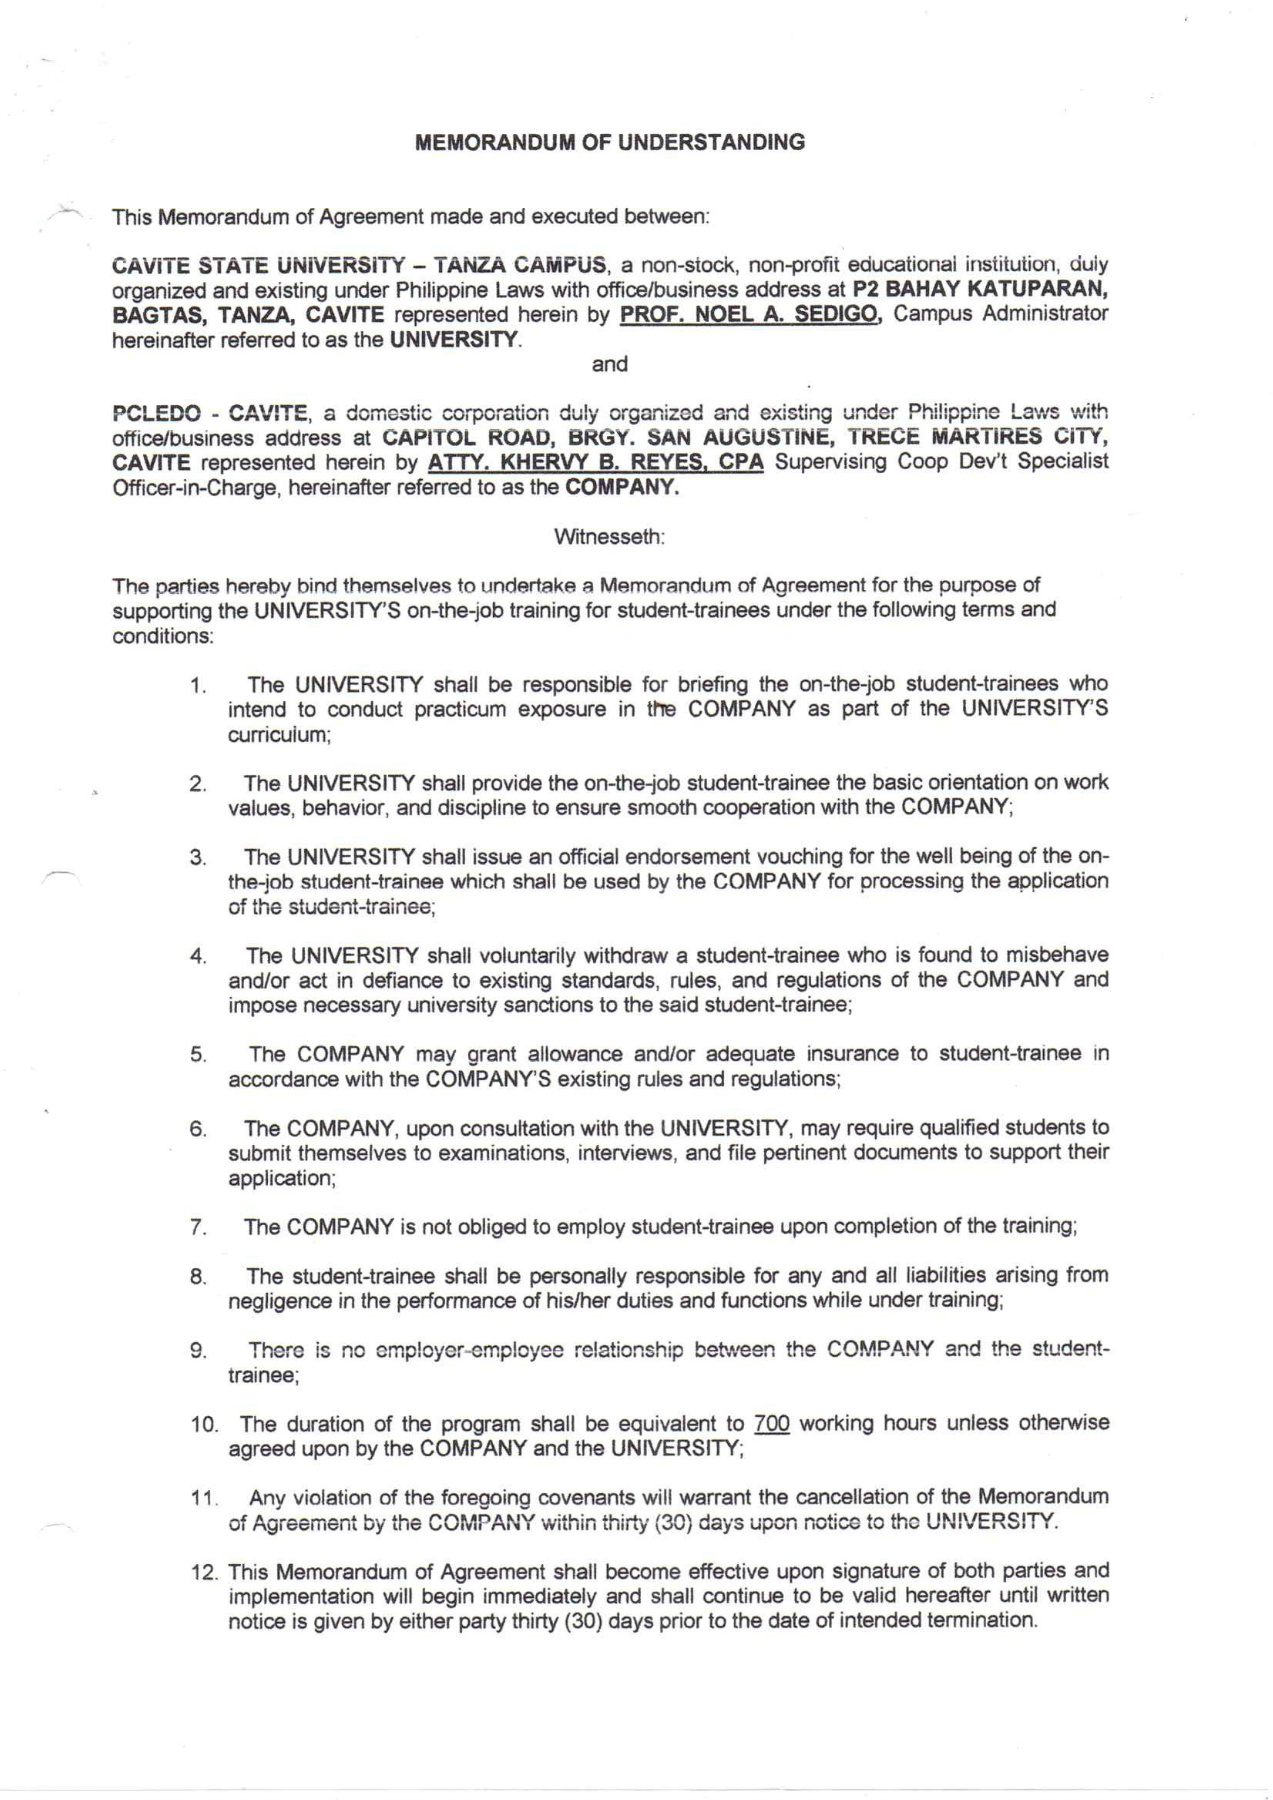 MEMORANDUM OF UNDERSTANDING
This Memorandum of Agreement made and executed between:
CAVITE STATE UNIVERSITY – TANZA CAMPUS, a non-stock, non-profit educational institution, duly
organized and existing under Philippine Laws with office/business address at P2 BAHAY KATUPARAN,
BAGTAS, TANZA, CAVITE represented herein by PROF. NOEL A. SEDIGO, Campus Administrator
hereinafter referred to as the UNIVERSITY.
and
PCLEDO - CAVITE, a domestic corporation duly organized and existing under Philippine Laws with
office/business address at CAPITOL ROAD, BRGY. SAN AUGUSTINE, TRECE MARTIRES CITY,
CAVITE represented herein by ATTY. KHERVY B. REYES, CPA Supervising Coop Dev't Specialist
Officer-in-Charge, hereinafter referred to as the COMPANY.
Witnesseth:
The parties hereby bind themselves to undertake a Memorandum of Agreement for the purpose of
supporting the UNIVERSITY'S on-the-job training for student-trainees under the following terms and
conditions:
1. The UNIVERSITY shall be responsible for briefing the on-the-job student-trainees who
intend to conduct practicum exposure in the COMPANY as part of the UNIVERSITY'S
curriculum;
2. The UNIVERSITY shall provide the on-the-job student-trainee the basic orientation on work
values, behavior, and discipline to ensure smooth cooperation with the COMPANY;
3. The UNIVERSITY shall issue an official endorsement vouching for the well being of the on-
the-job student-trainee which shall be used by the COMPANY for processing the application
of the student-trainee;
4. The UNIVERSITY shall voluntarily withdraw a student-trainee who is found to misbehave
and/or act in defiance to existing standards, rules, and regulations of the COMPANY and
impose necessary university sanctions to the said student-trainee;
5. The COMPANY may grant allowance and/or adequate insurance to student-trainee in
accordance with the COMPANY'S existing rules and regulations;
6. The COMPANY, upon consultation with the UNIVERSITY, may require qualified students to
submit themselves to examinations, interviews, and file pertinent documents to support their
application;
7. The COMPANY is not obliged to employ student-trainee upon completion of the training;
8. The student-trainee shall be personally responsible for any and all liabilities arising from
negligence in the performance of his/her duties and functions while under training;
9. There is no employer-employee relationship between the COMPANY and the student-
trainee;
10. The duration of the program shall be equivalent to 700 working hours unless otherwise
agreed upon by the COMPANY and the UNIVERSITY;
11. Any violation of the foregoing covenants will warrant the cancellation of the Memorandum
of Agreement by the COMPANY within thirty (30) days upon notice to the UNIVERSITY.
12. This Memorandum of Agreement shall become effective upon signature of both parties and
implementation will begin immediately and shall continue to be valid hereafter until written
notice is given by either party thirty (30) days prior to the date of intended termination.